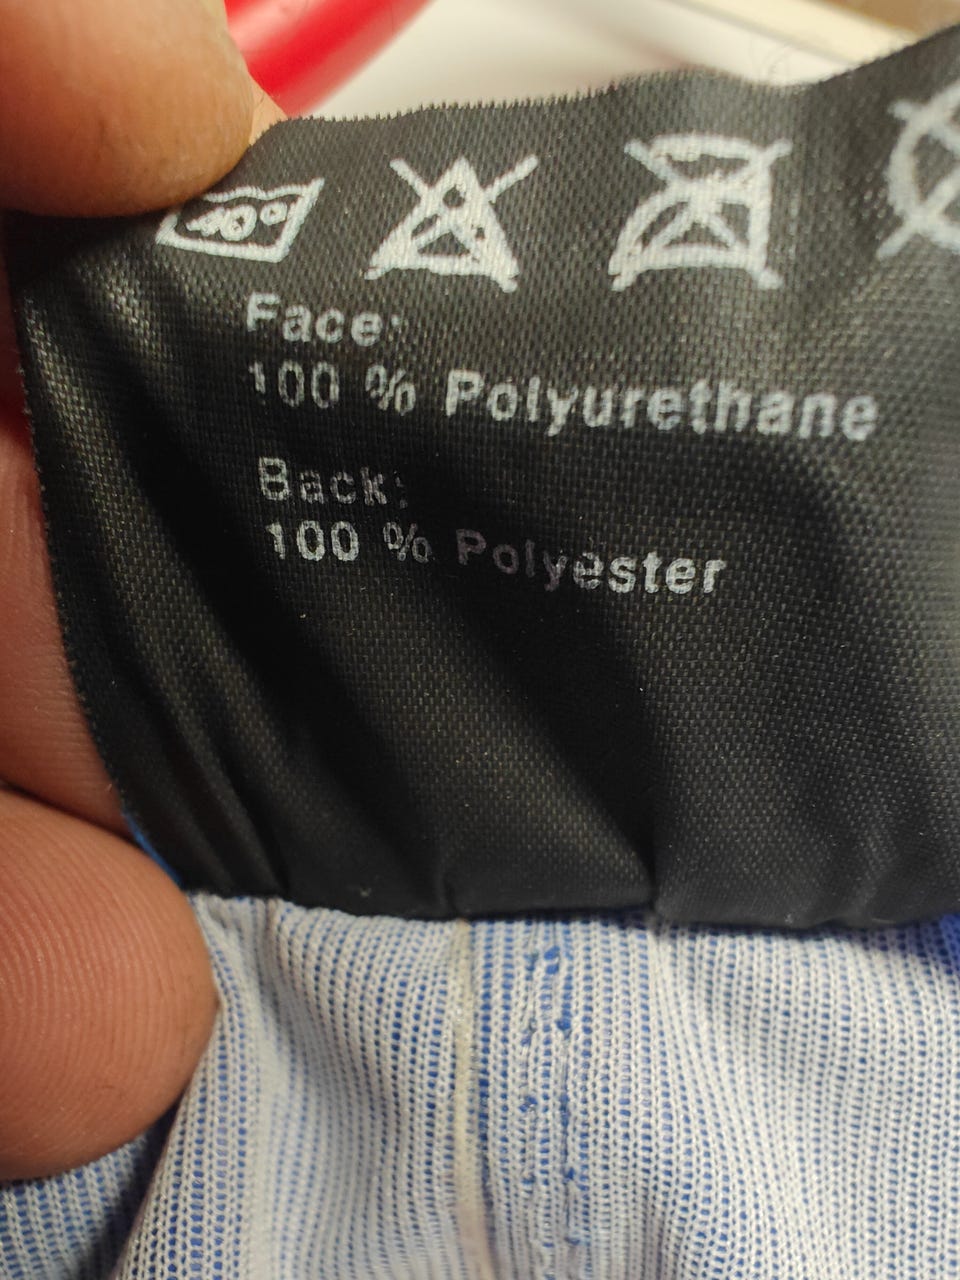 40°
Face:
100 % Polyurethane
Back:
100 % Polyester